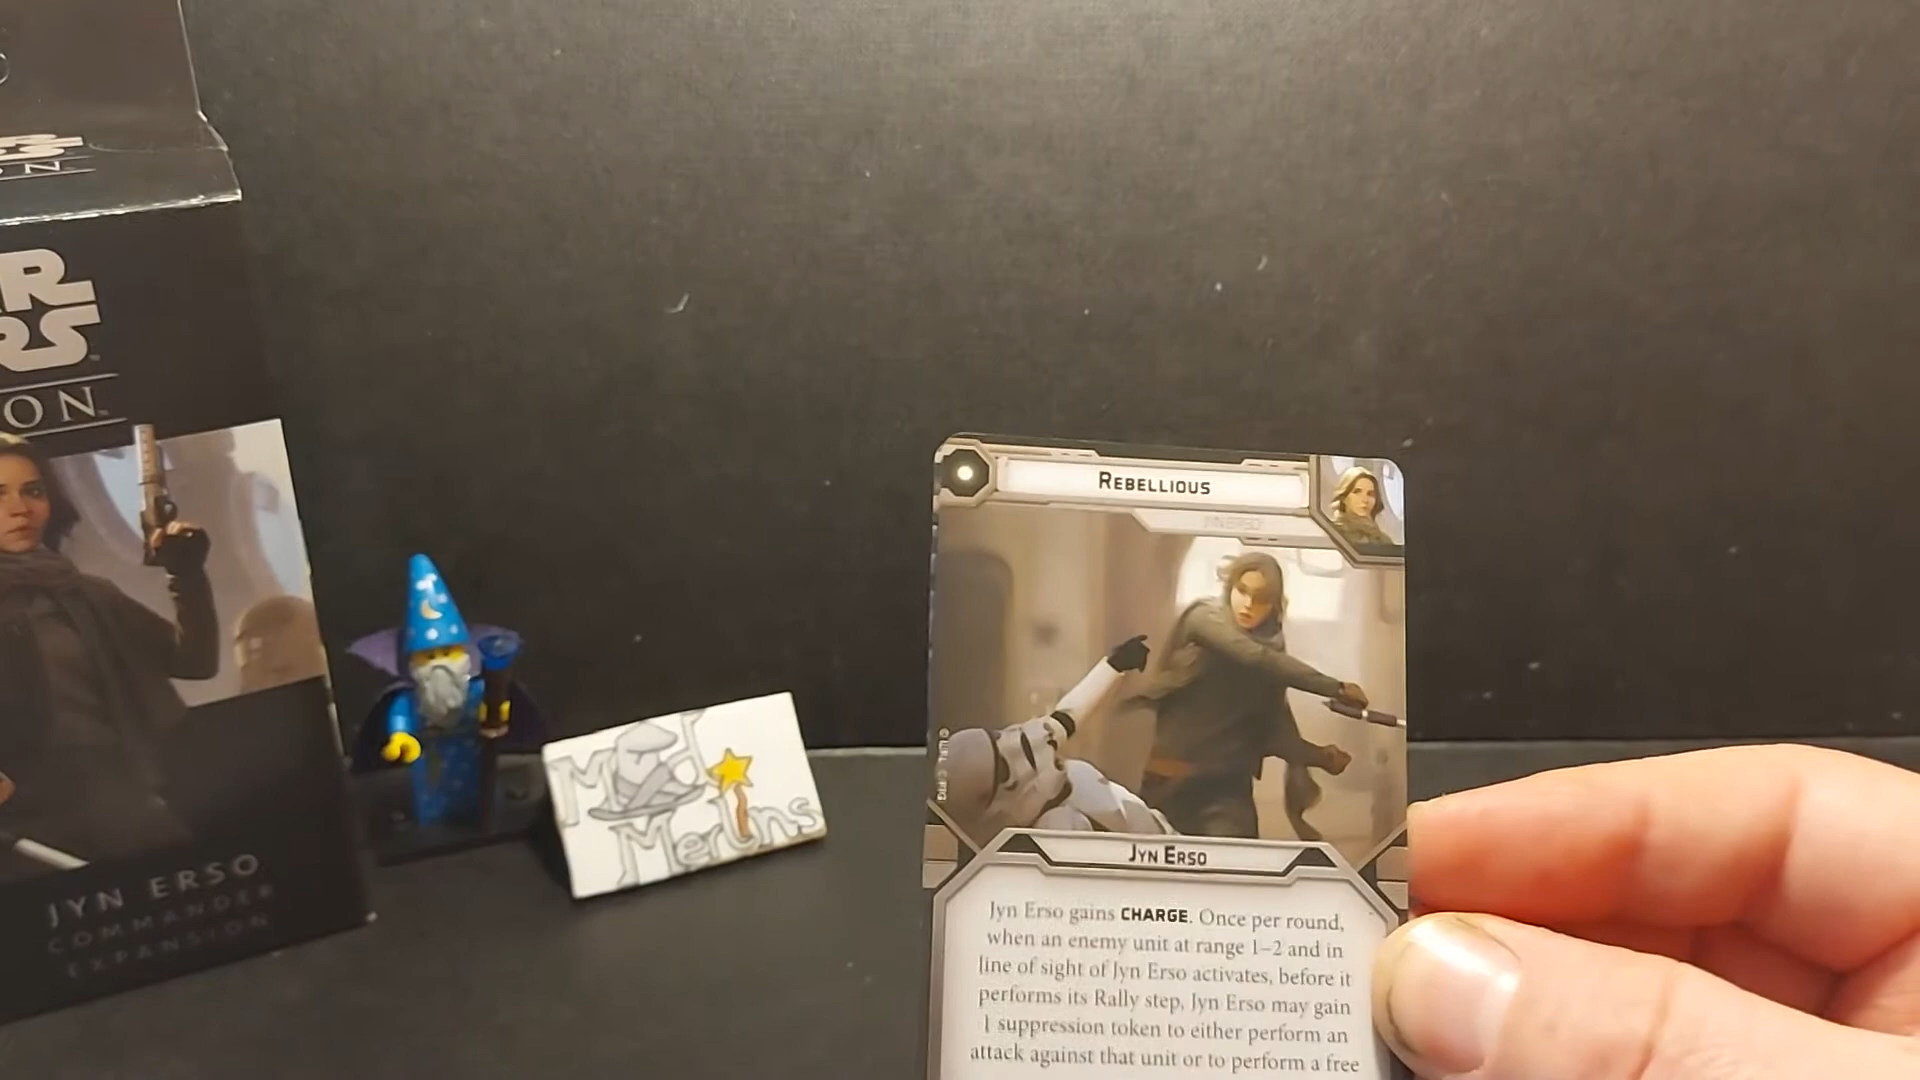 JYN ERSO
COMMANDER
EXPANSION
Merlins
REBELLIOUS
JYN ERSO
JYN ERSO
Jyn Erso gains CHARGE. Once per round,
when an enemy unit at range 1–2 and in
line of sight of Jyn Erso activates, before it
performs its Rally step, Jyn Erso may gain
1 suppression token to either perform an
attack against that unit or to perform a free